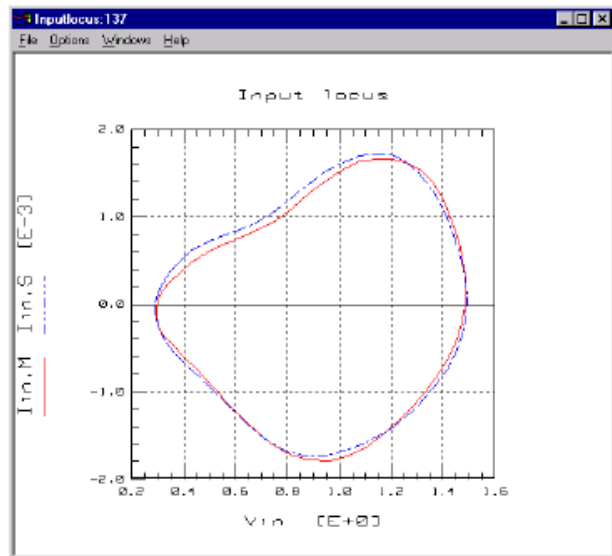 Inputlocus:137
File Options Windows Help
Input locus
2.0
1.0
0.0
-1.0
-2.0
0.2 0.4 0.6 0.8 1.0 1.2 1.4 1.6
Vin [E+0]
Iin.M Iin.S [E-3]